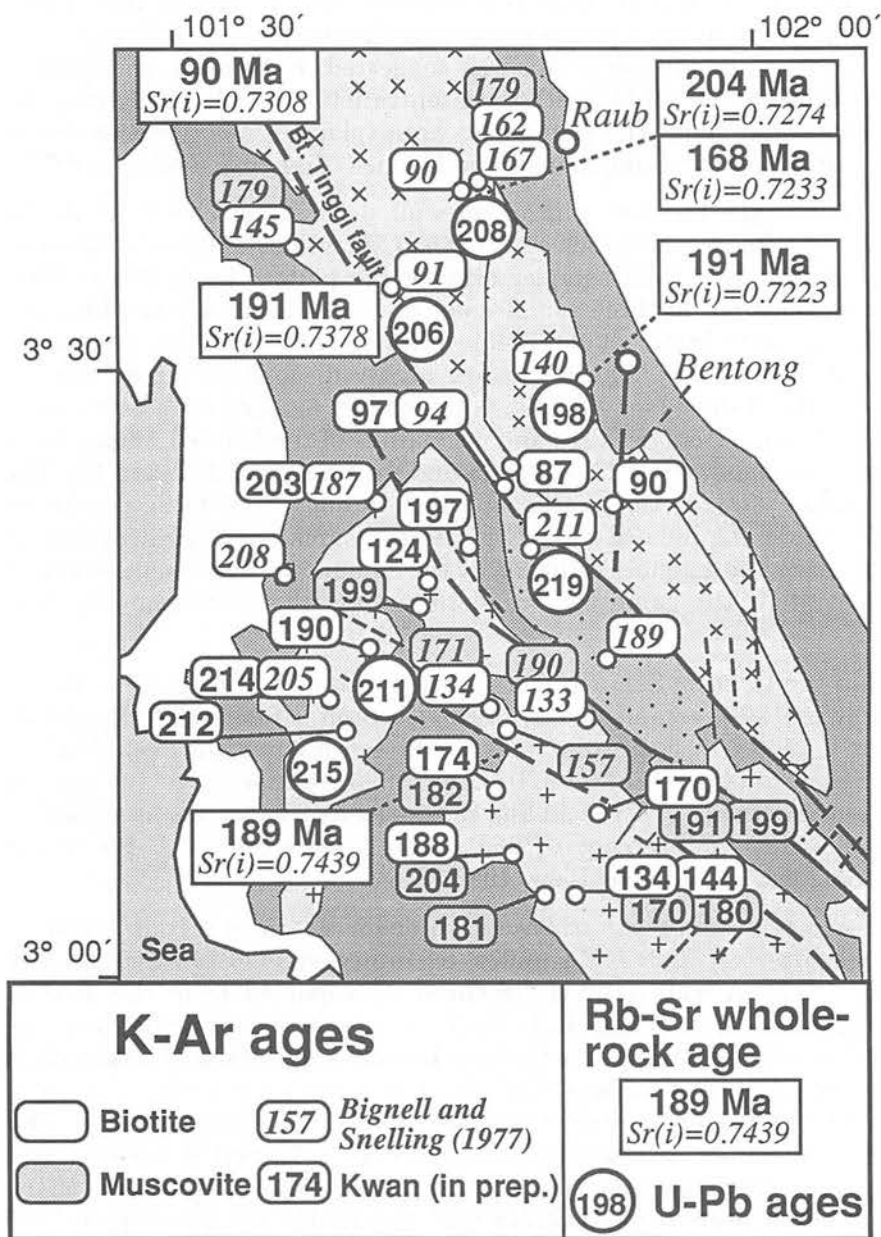 101° 30'
102° 00'
90 Ma
Sr(i)=0.7308
179
162
167
90
Raub
204 Ma
Sr(i)=0.7274
168 Ma
Sr(i)=0.7233
Bt. Tinggi fault
179
145
208
91
191 Ma
Sr(i)=0.7223
191 Ma
Sr(i)=0.7378
206
3° 30'
140
198
Bentong
97
94
87
90
203
187
197
211
208
124
219
199
190
171
190
189
214
205
211
134
133
212
215
174
182
157
170
191
199
189 Ma
Sr(i)=0.7439
188
204
134
144
170
180
181
3° 00'
Sea
K-Ar ages
Biotite
157
Bignell and
Snelling (1977)
Muscovite
174
Kwan (in prep.)
Rb-Sr whole-
rock age
189 Ma
Sr(i)=0.7439
198
U-Pb ages